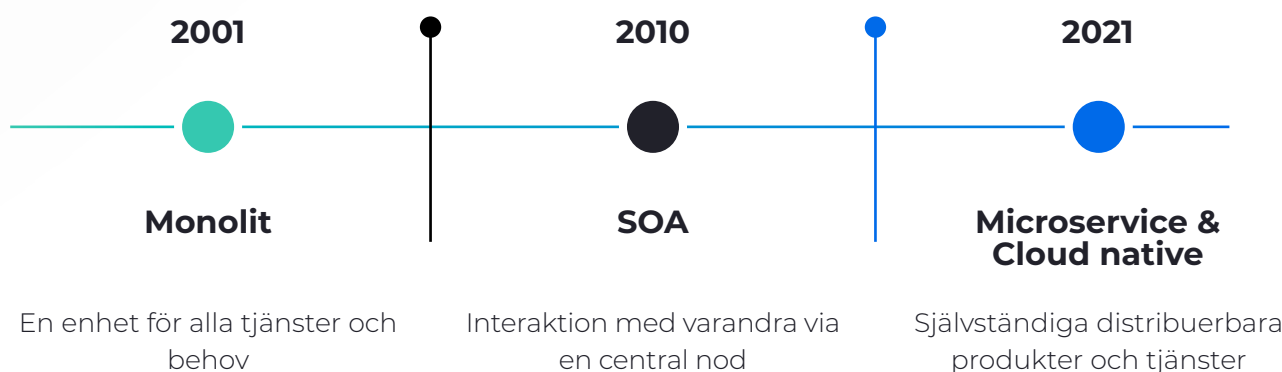 2001
Monolit
En enhet för alla tjänster och
behov
2010
SOA
Interaktion med varandra via
en central nod
2021
Microservice &
Cloud native
Självständiga distribuerbara
produkter och tjänster